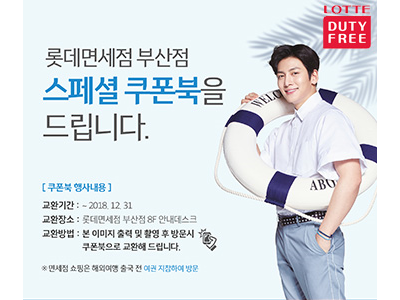 LOTTE
DUTY
FREE
롯데면세점 부산점
스페셜 쿠폰북을
드립니다.
WELCO
ABO
[ 쿠폰북 행사내용 ]
교환기간 : ~ 2018. 12. 31
교환장소 : 롯데면세점 부산점 8F 안내데스크
교환방법 : 본 이미지 출력 및 촬영 후 방문시
쿠폰북으로 교환해 드립니다.
※ 면세점 쇼핑은 해외여행 출국 전 여권 지참하여 방문